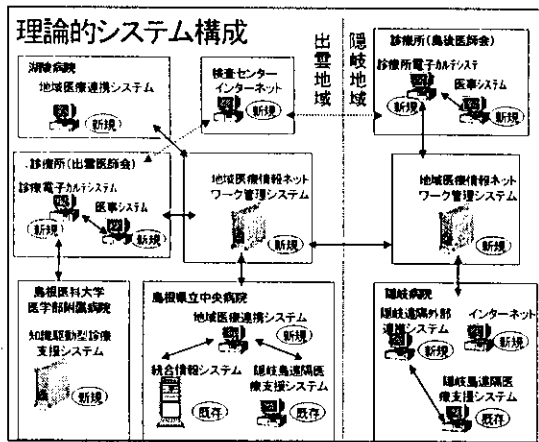 理論的システム構成
出雲地域
隠岐地域
湖陵病院
地域医療連携システム
新規
検査センター
インターネット
新規
診療所(島後医師会)
診療所電子カルテシステ
医事システム
新規
新規
診療所(出雲医師会)
診療電子カルテシステム
医事システム
新規
新規
地域医療情報ネット
ワーク管理システム
新規
地域医療情報ネット
ワーク管理システム
新規
島根医科大学
医学部附属病院
知識駆動型診療
支援システム
新規
島根県立中央病院
地域医療連携システム
新規
統合情報システム
既存
隠岐島遠隔医
療支援システム
既存
隠岐病院
隠岐遠隔外部
連携システム
新規
インターネット
新規
隠岐島遠隔医
療支援システム
既存